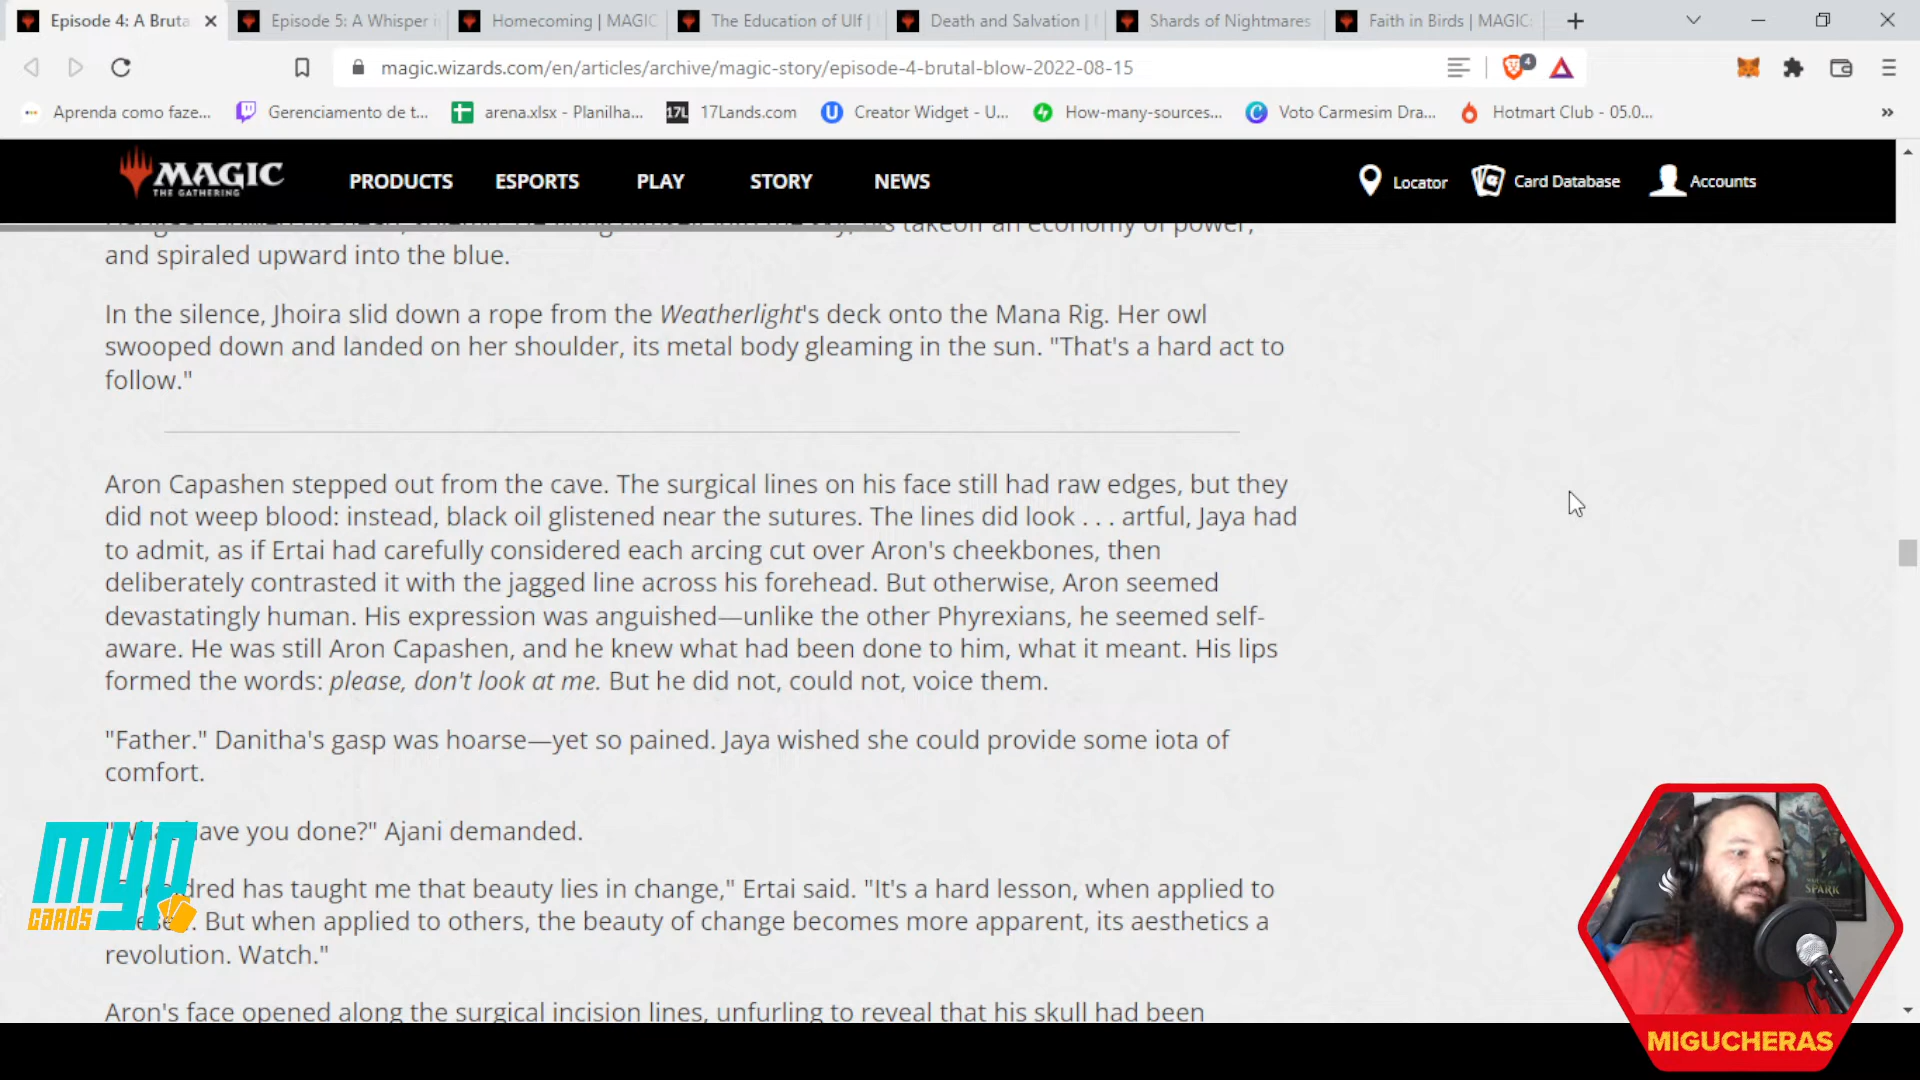 Episode 4: A Bruta
Episode 5: A Whisper i
Homecoming | MAGIC
The Education of Ulf |
Death and Salvation |
Shards of Nightmares
Faith in Birds | MAGIC
magic.wizards.com/en/articles/archive/magic-story/episode-4-brutal-blow-2022-08-15
4
Aprenda como faze...
Gerenciamento de t...
arena.xlsx - Planilha...
17L
17Lands.com
Creator Widget - U...
How-many-sources...
Voto Carmesim Dra...
Hotmart Club - 05.0...
MAGIC
THE GATHERING
PRODUCTS
ESPORTS
PLAY
STORY
NEWS
Locator
Card Database
Accounts
takeoff an economy of power,
and spiraled upward into the blue.
In the silence, Jhoira slid down a rope from the Weatherlight's deck onto the Mana Rig. Her owl
swooped down and landed on her shoulder, its metal body gleaming in the sun. "That's a hard act to
follow."
Aron Capashen stepped out from the cave. The surgical lines on his face still had raw edges, but they
did not weep blood: instead, black oil glistened near the sutures. The lines did look . . . artful, Jaya had
to admit, as if Ertai had carefully considered each arcing cut over Aron's cheekbones, then
deliberately contrasted it with the jagged line across his forehead. But otherwise, Aron seemed
devastatingly human. His expression was anguished—unlike the other Phyrexians, he seemed self-
aware. He was still Aron Capashen, and he knew what had been done to him, what it meant. His lips
formed the words: please, don't look at me. But he did not, could not, voice them.
"Father." Danitha's gasp was hoarse—yet so pained. Jaya wished she could provide some iota of
comfort.
have you done?" Ajani demanded.
has taught me that beauty lies in change," Ertai said. "It's a hard lesson, when applied to
But when applied to others, the beauty of change becomes more apparent, its aesthetics a
revolution. Watch."
Aron's face opened along the surgical incision lines, unfurling to reveal that his skull had been
myp
cards
SPARK
MIGUCHERAS